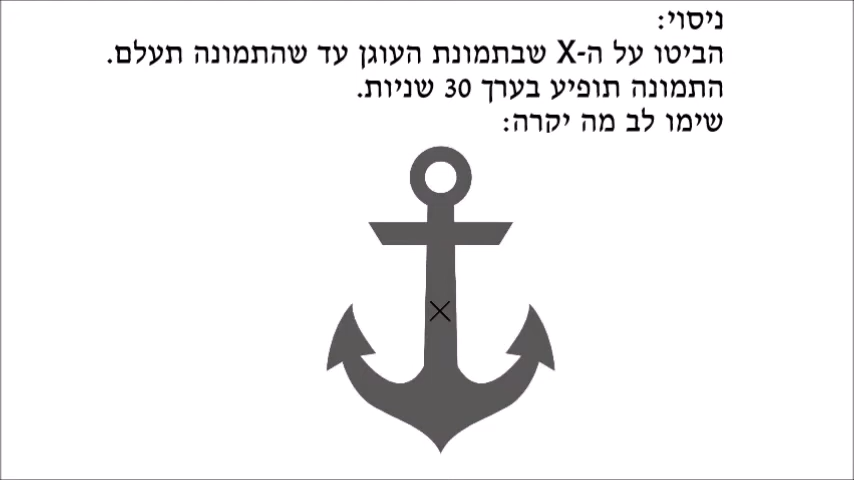 ניסוי:
הביטו על ה-X שבתמונת העוגן עד שהתמונה תעלם.
התמונה תופיע בערך 30 שניות.
שימו לב מה יקרה:
X